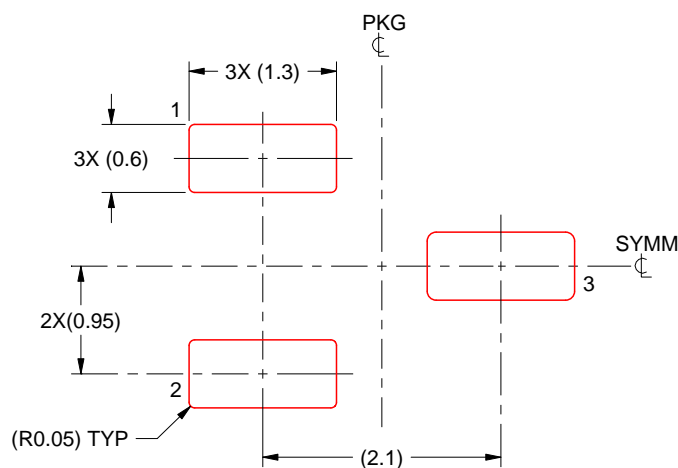 PKG
℄
3X (1.3)
1
3X (0.6)
SYMM
℄
3
2X(0.95)
2
(R0.05) TYP
(2.1)